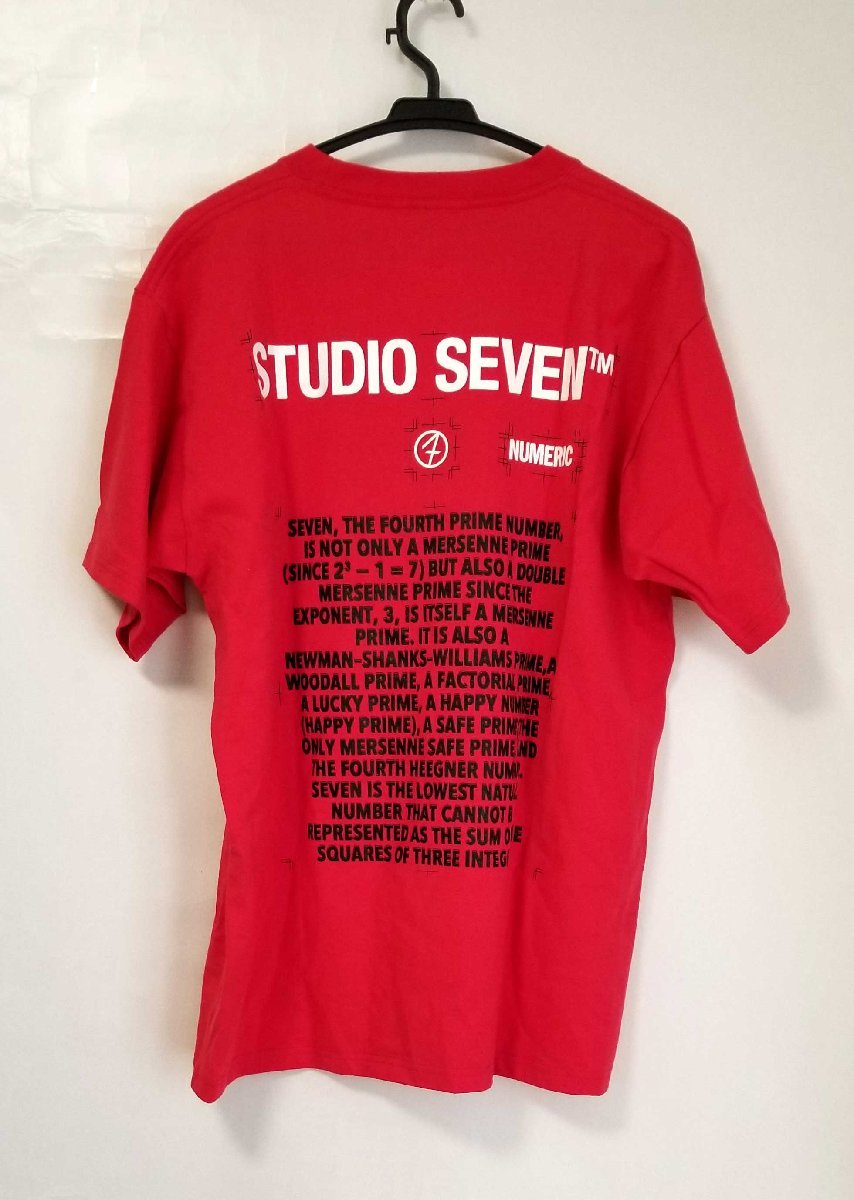 STUDIO SEVEN™
7 NUMERIC
SEVEN, THE FOURTH PRIME NUMBER,
IS NOT ONLY A MERSENNE PRIME
(SINCE 2³ – 1 = 7) BUT ALSO A DOUBLE
MERSENNE PRIME SINCE THE
EXPONENT, 3, IS ITSELF A MERSENNE
PRIME. IT IS ALSO A
NEWMAN-SHANKS-WILLIAMS PRIME, A
WOODALL PRIME, A FACTORIAL PRIME,
A LUCKY PRIME, A HAPPY NUMBER
(HAPPY PRIME), A SAFE PRIME THE
ONLY MERSENNE SAFE PRIME AND
THE FOURTH HEEGNER
SEVEN IS THE LOWEST
NUMBER THAT CANNOT
REPRESENTED AS THE SUM
SQUARES OF THREE